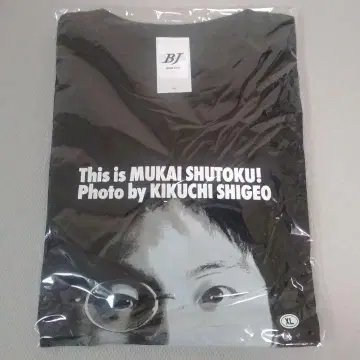 BJ
This is MUKAI SHUTOKU!
Photo by KIKUCHI SHIGEO
XL